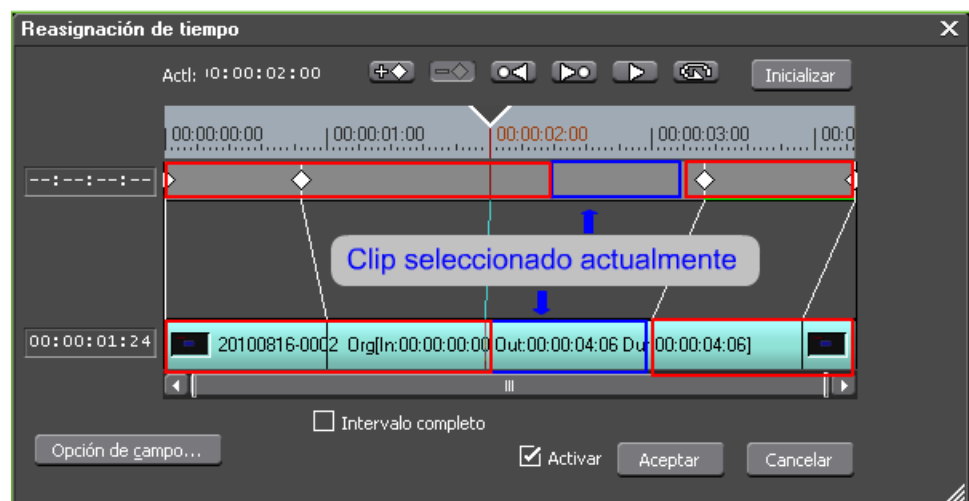 Reasignación de tiempo
Actl: 0:00:02:00
Inicializar
00:00:00:00 00:00:01:00 00:00:02:00 00:00:03:00 00:0
--:--:--:--
Clip seleccionado actualmente
00:00:01:24 20100816-0002 Org[In:00:00:00:00 Out:00:00:04:06 Dur 00:00:04:06]
Intervalo completo
Opción de campo... Activar Aceptar Cancelar